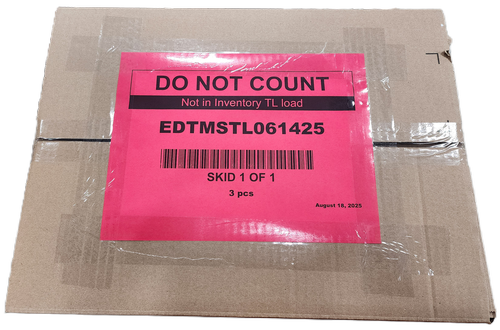 DO NOT COUNT
Not in Inventory TL load
EDTMSTL061425
SKID 1 OF 1
3 pcs
August 16, 2025